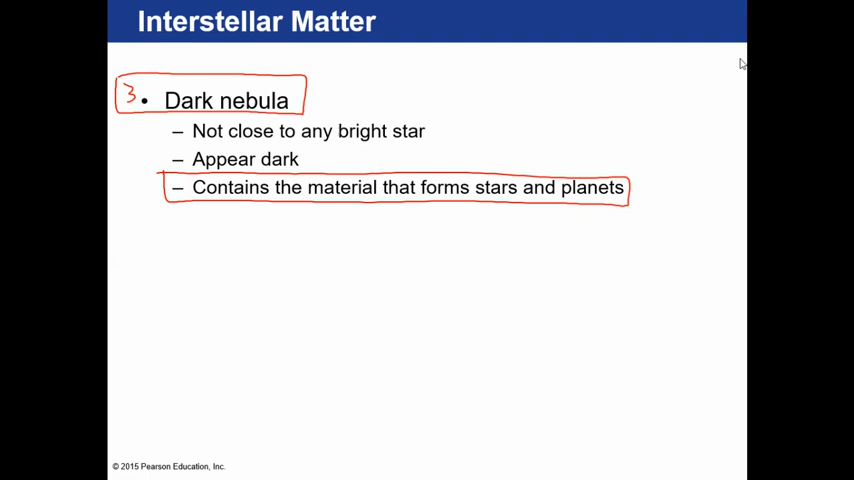 Interstellar Matter
3 • Dark nebula
– Not close to any bright star
– Appear dark
– Contains the material that forms stars and planets
© 2015 Pearson Education, Inc.